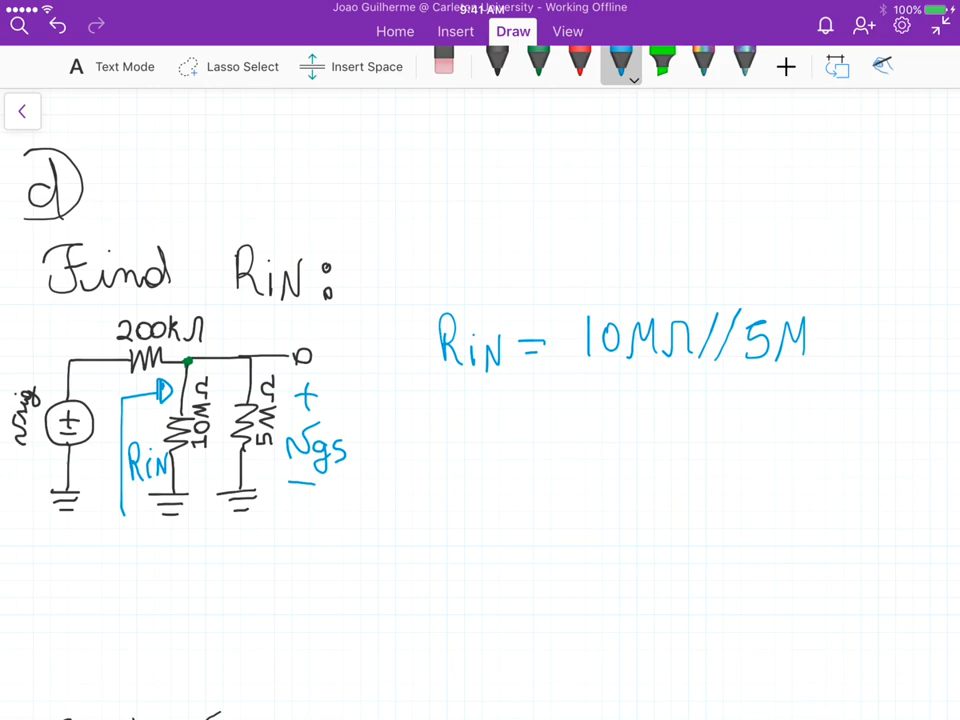 Joao Guilherme @ Carleton University - Working Offline
9:41 AM
100%
Home Insert Draw View
A Text Mode Lasso Select Insert Space
d
Find RIN:
200kΩ
RIN = 10MΩ//5M
Vsig
+
−
10MΩ
5MΩ
+
Vgs
−
RIN